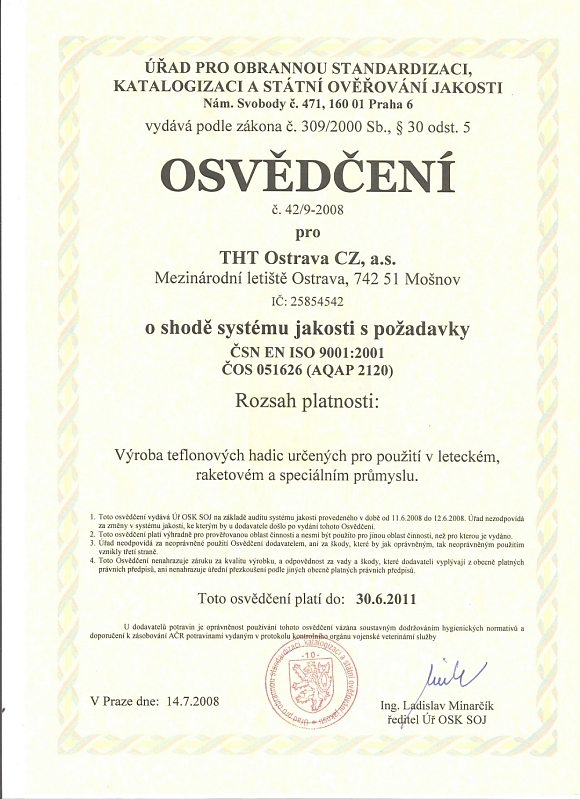 ÚŘAD PRO OBRANNOU STANDARDIZACI,
KATALOGIZACI A STÁTNÍ OVĚŘOVÁNÍ JAKOSTI
Nám. Svobody č. 471, 160 01 Praha 6
vydává podle zákona č. 309/2000 Sb., § 30 odst. 5
OSVĚDČENÍ
č. 42/9-2008
pro
THT Ostrava CZ, a.s.
Mezinárodní letiště Ostrava, 742 51 Mošnov
IČ: 25854542
o shodě systému jakosti s požadavky
ČSN EN ISO 9001:2001
ČOS 051626 (AQAP 2120)
Rozsah platnosti:
Výroba teflonových hadic určených pro použití v leteckém,
raketovém a speciálním průmyslu.
1. Toto osvědčení vydává Úř OSK SOJ na základě auditu systému jakosti provedeného v době od 11.6.2008 do 12.6.2008. Úřad nezodpovídá
za změny v systému jakosti, ke kterým by u dodavatele došlo po vydání tohoto Osvědčení.
2. Toto osvědčení platí výhradně pro prověřovanou oblast činnosti a nesmí být použito pro jinou oblast činnosti, než pro kterou je vydáno.
3. Úřad neodpovídá za neoprávněné použití Osvědčení dodavatelem, ani za škody, které by jak oprávněným, tak neoprávněným použitím
vznikly třetí straně.
4. Toto Osvědčení nenahrazuje záruku za kvalitu výrobku, a odpovědnost za vady a škody, které dodavateli vyplývají z obecně platných
právních předpisů, ani nenahrazuje úřední přezkoušení podle jiných obecně platných právních předpisů.
Toto osvědčení platí do: 30.6.2011
U dodavatelů potravin je oprávněnost používání tohoto osvědčení vázána soustavným dodržováním hygienických normativů a
doporučení k zásobování AČR potravinami vydaným v protokolu kontrolního orgánu vojenské veterinární služby
Úřad pro obrannou standardizaci, katalogizaci a státní ověřování jakosti
-10-
V Praze dne: 14.7.2008
Ing. Ladislav Minarčík
ředitel Úř OSK SOJ